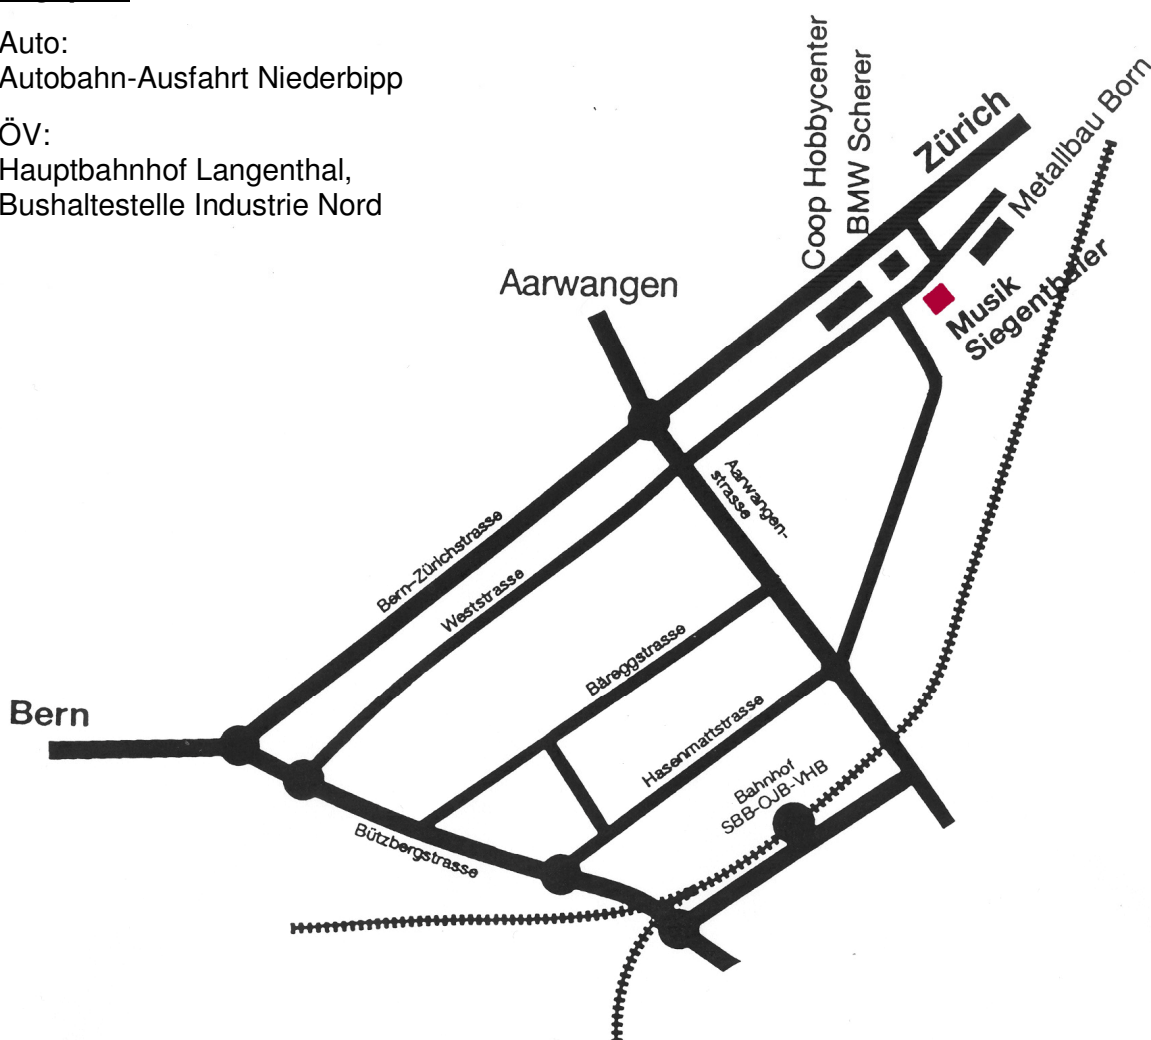 Auto:
Autobahn-Ausfahrt Niederbipp
ÖV:
Hauptbahnhof Langenthal,
Bushaltestelle Industrie Nord
Coop Hobbycenter
BMW Scherer
Zürich
Metallbau Born
Musik
Siegenthaler
Aarwangen
Aarwangen-
strasse
Bern-Zürichstrasse
Weststrasse
Bäreggstrasse
Hasenmattstrasse
Bern
Bahnhof
SBB-OJB-VHB
Bützbergstrasse